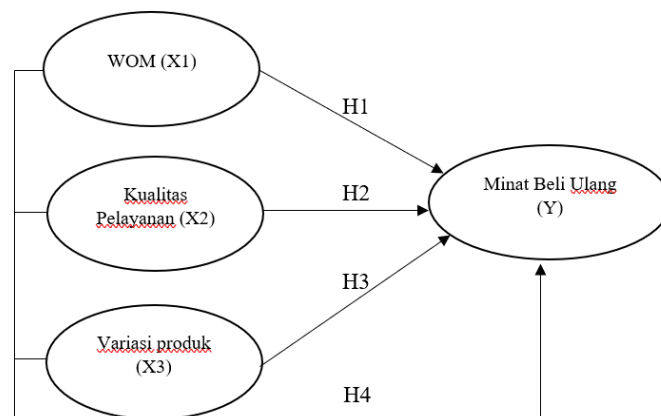 WOM (X1)
H1
Kualitas
Pelayanan (X2)
H2
Minat Beli Ulang
(Y)
H3
Variasi produk
(X3)
H4